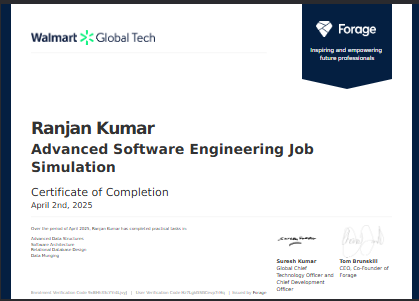 Walmart Global Tech
Forage
Inspiring and empowering
future professionals
Ranjan Kumar
Advanced Software Engineering Job
Simulation
Certificate of Completion
April 2nd, 2025
Over the period of April 2025, Ranjan Kumar has completed practical tasks in:
Advanced Data Structures
Software Architecture
Relational Database Design
Data Munging
Suresh Kumar
Global Chief
Technology Officer and
Chief Development
Officer
Tom Brunskill
CEO, Co-Founder of
Forage
Enrolment Verification Code | User Verification Code | Issued by Forage